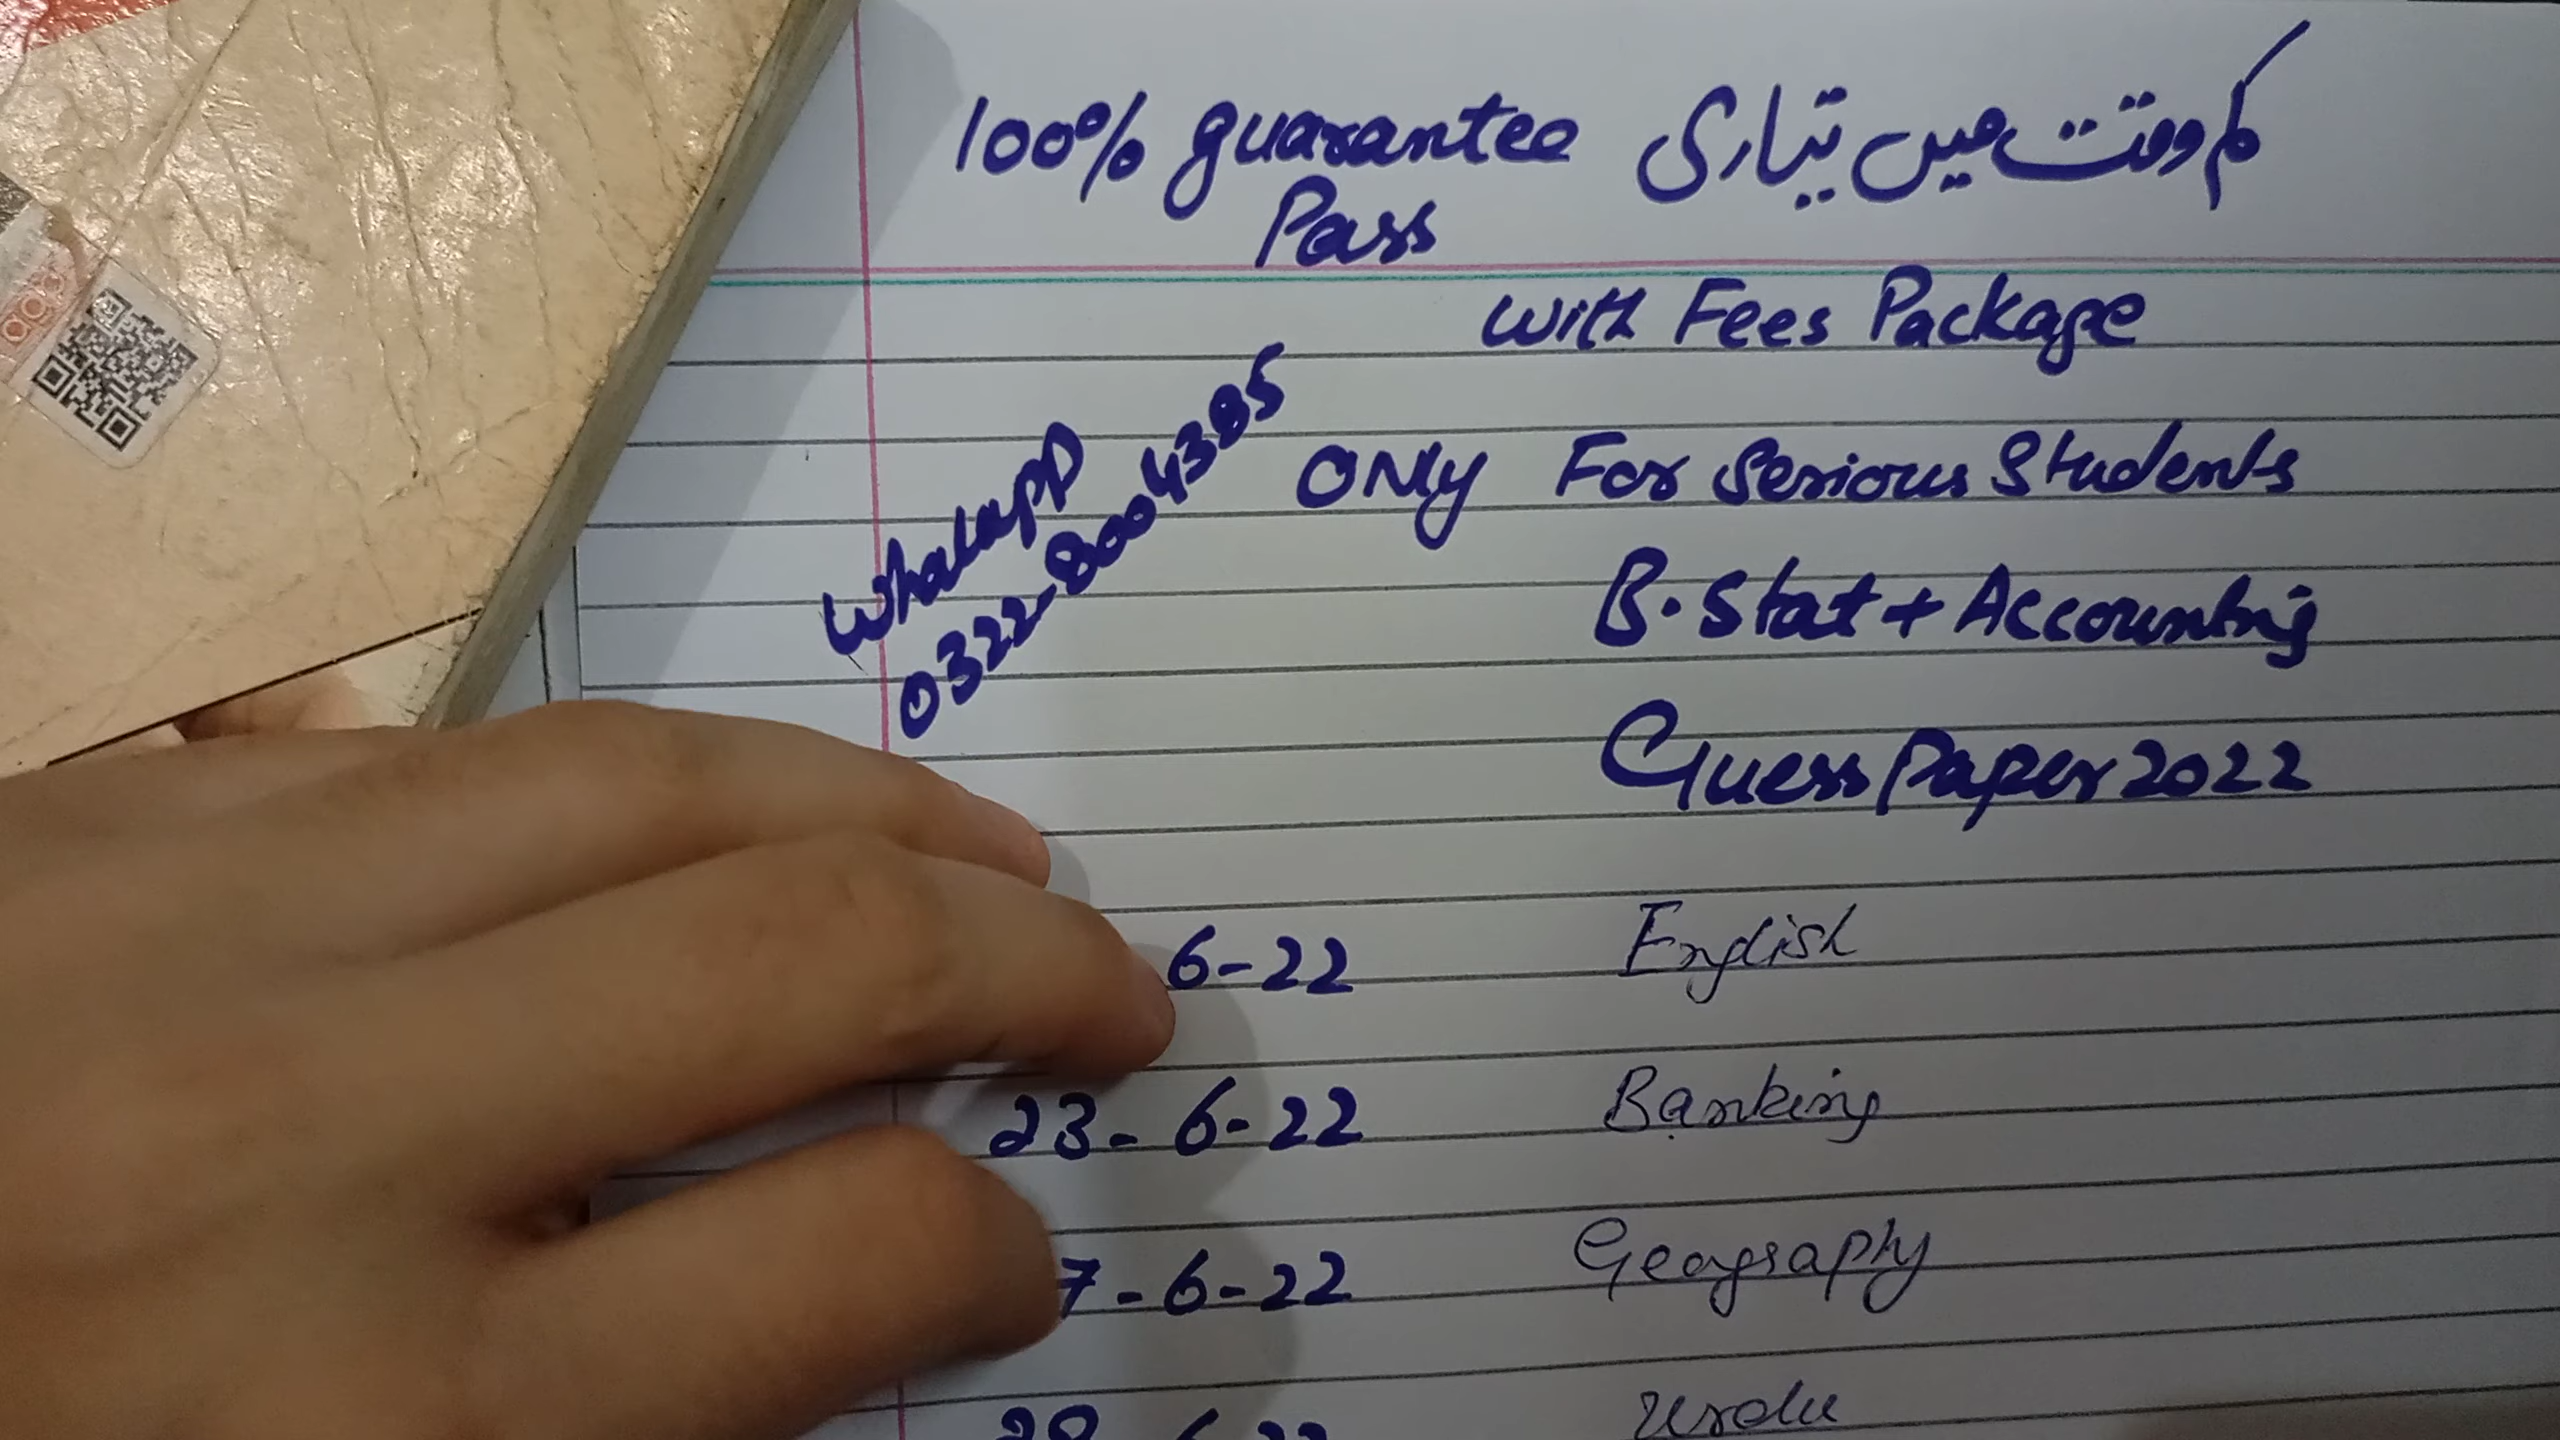 کم وقت میں تیاری 100% guarantee
Pass
with Fees Package
Whatsapp
0322-8004385
ONly For Serious Students
B.Stat + Accounting
Guess Paper 2022
6-22 English
23-6-22 Banking
7-6-22 Geography
Urdu